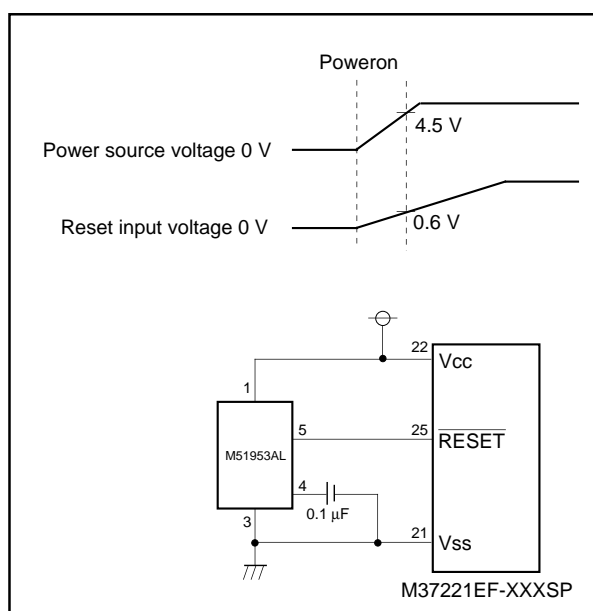 Poweron
4.5 V
Power source voltage 0 V
0.6 V
Reset input voltage 0 V
22
Vcc
1
5
25
RESET
M51953AL
4
0.1 μF
3
21
Vss
M37221EF-XXXSP